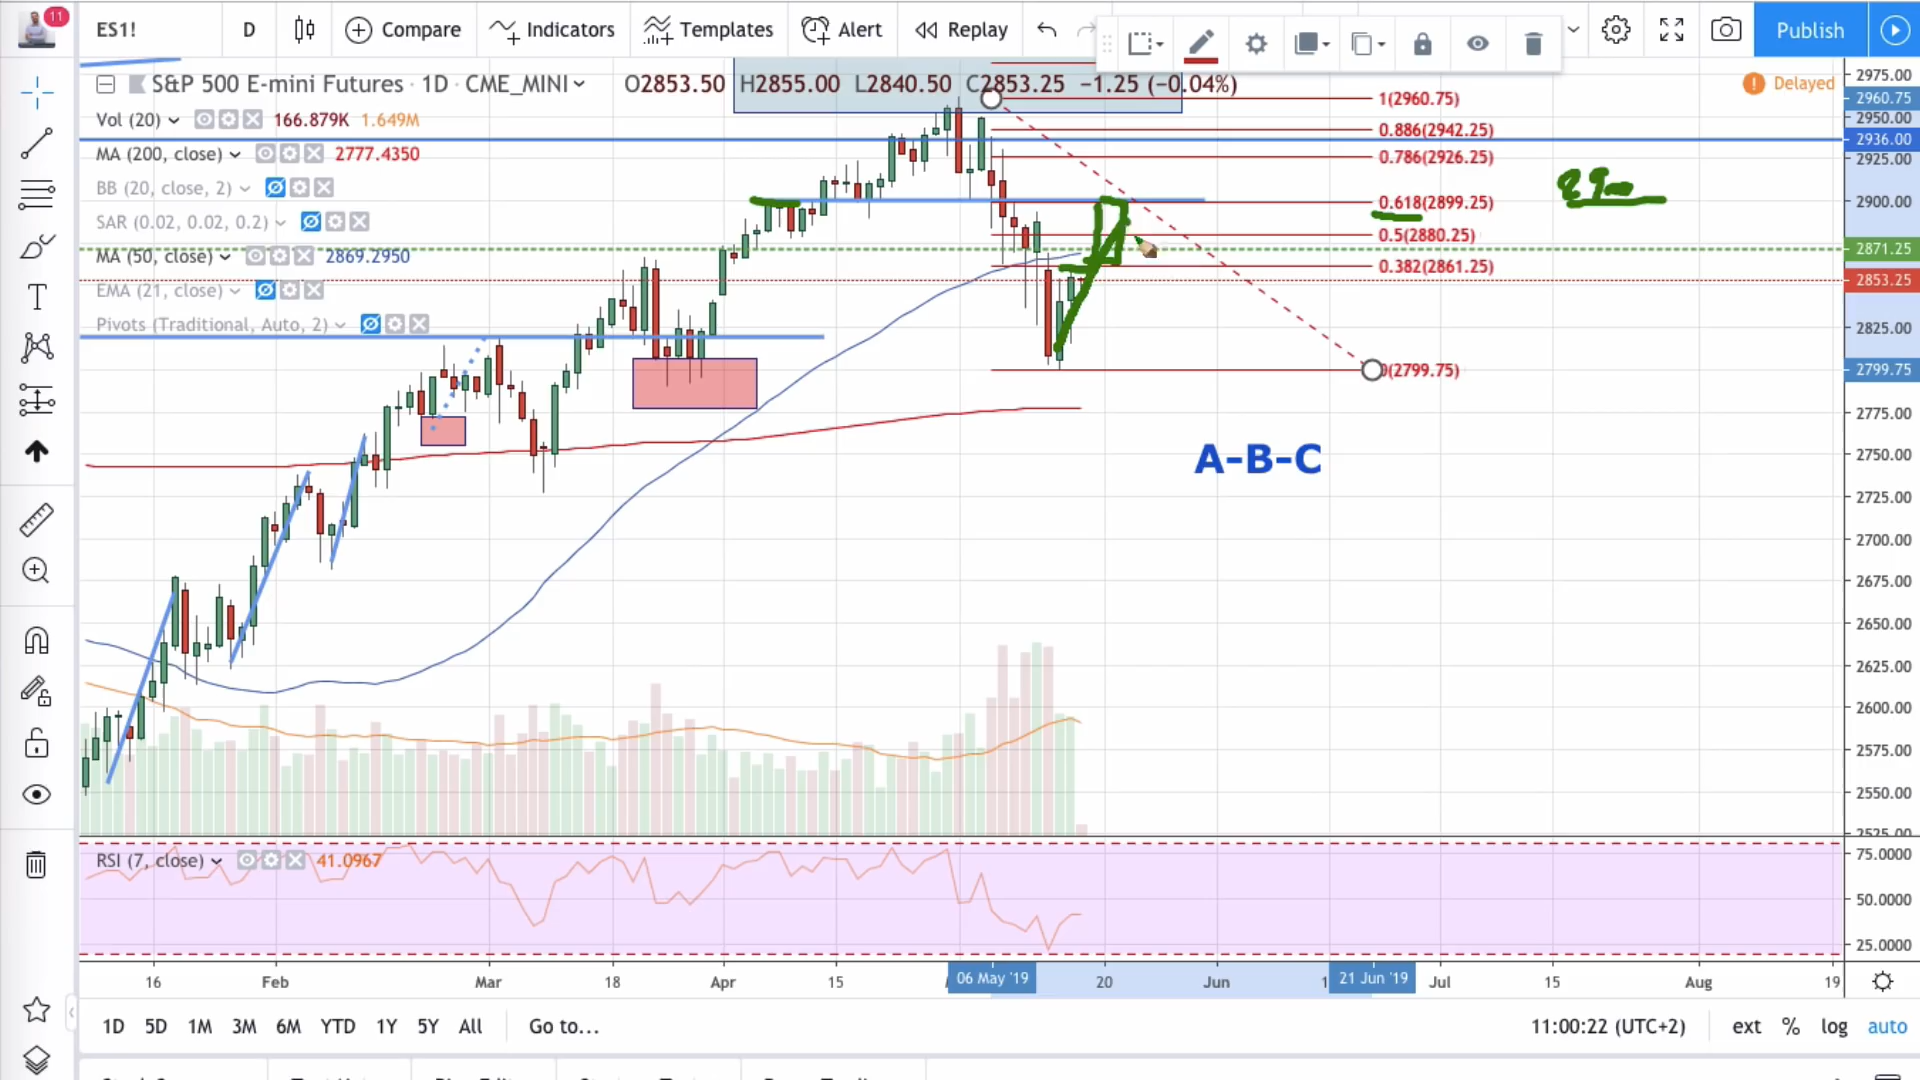 11
ES1!
D
Compare
Indicators
Templates
Alert
Replay
Publish
S&P 500 E-mini Futures · 1D · CME_MINI O2853.50 H2855.00 L2840.50 C2853.25 −1.25 (−0.04%)
Delayed
Vol (20) 166.879K 1.649M
MA (200, close) 2777.4350
BB (20, close, 2)
SAR (0.02, 0.02, 0.2)
MA (50, close) 2869.2950
EMA (21, close)
Pivots (Traditional, Auto, 2)
1(2960.75)
0.886(2942.25)
0.786(2926.25)
0.618(2899.25)
0.5(2880.25)
0.382(2861.25)
(2799.75)
2900
A-B-C
2975.00
2960.75
2950.00
2936.00
2925.00
2900.00
2871.25
2853.25
2825.00
2799.75
2775.00
2750.00
2725.00
2700.00
2675.00
2650.00
2625.00
2600.00
2575.00
2550.00
2525.00
RSI (7, close) 41.0967
75.0000
50.0000
25.0000
16 Feb Mar 18 Apr 15 06 May '19 20 Jun 21 Jun '19 Jul 15 Aug 19
1D 5D 1M 3M 6M YTD 1Y 5Y All Go to...
11:00:22 (UTC+2) ext % log auto